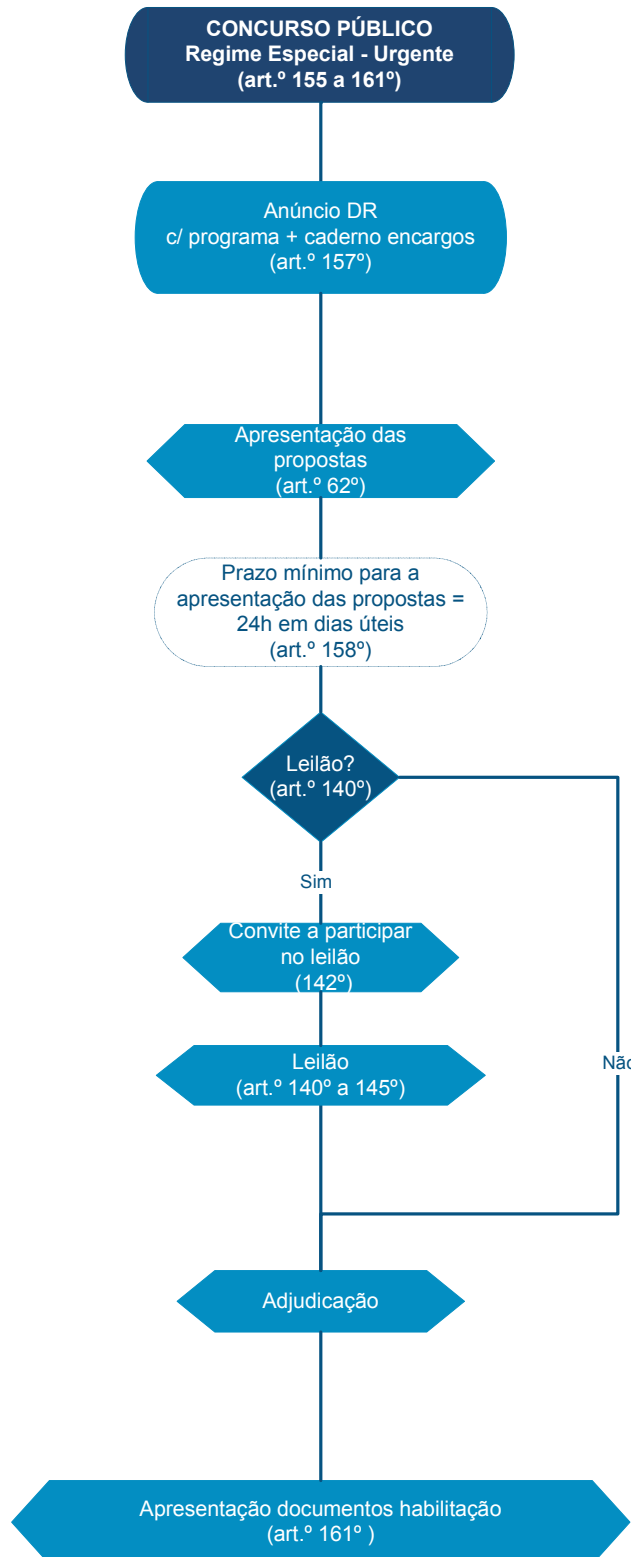 CONCURSO PÚBLICO
Regime Especial - Urgente
(art.º 155 a 161º)
Anúncio DR
c/ programa + caderno encargos
(art.º 157º)
Apresentação das
propostas
(art.º 62º)
Prazo mínimo para a
apresentação das propostas =
24h em dias úteis
(art.º 158º)
Leilão?
(art.º 140º)
Sim
Convite a participar
no leilão
(142º)
Leilão
(art.º 140º a 145º)
Não
Adjudicação
Apresentação documentos habilitação
(art.º 161º )